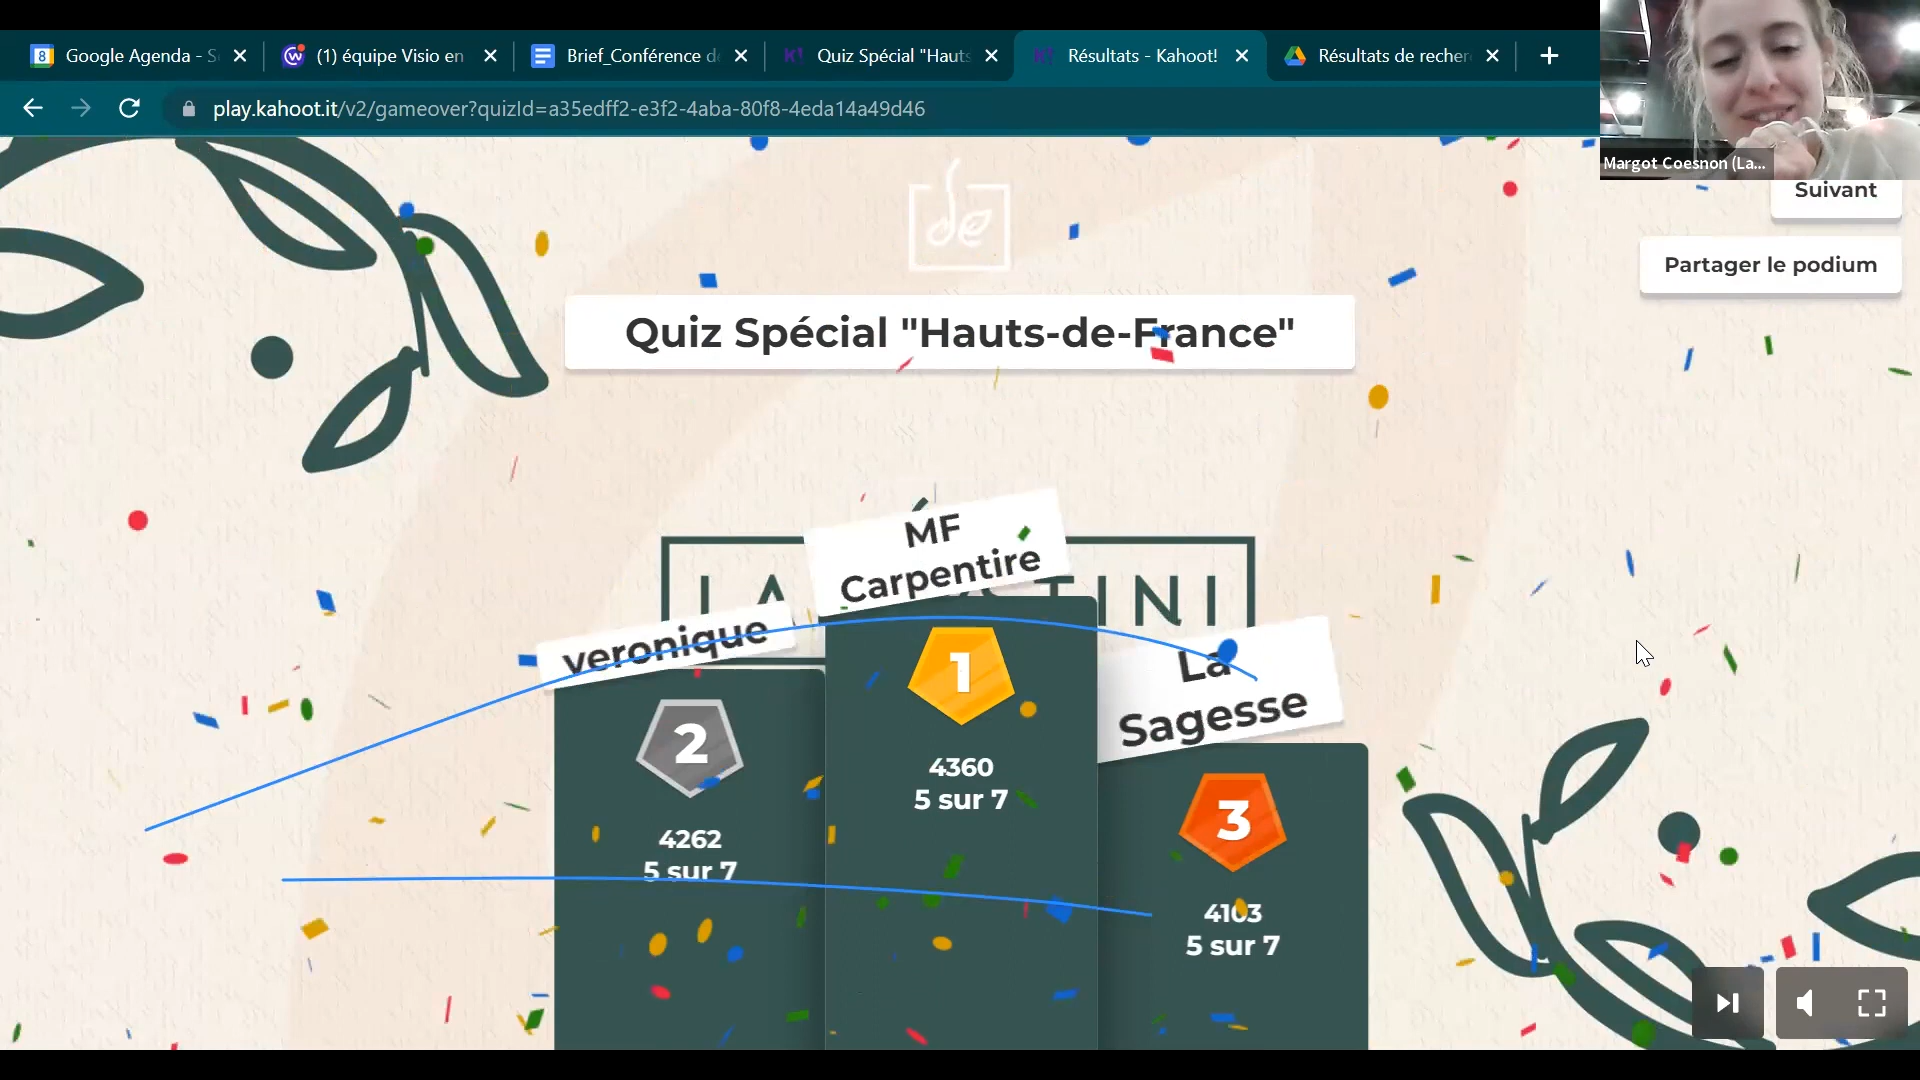 Google Agenda - S
(1) équipe Visio en
Brief_Conférence de
Quiz Spécial "Hauts
Résultats - Kahoot!
Résultats de recher
play.kahoot.it/v2/gameover?quizId=a35edff2-e3f2-4aba-80f8-4eda14a49d46
Margot Coesnon (La...
Suivant
Partager le podium
de
Quiz Spécial "Hauts-de-France"
MF
Carpentire
veronique
La
Sagesse
1
4360
5 sur 7
2
4262
5 sur 7
3
4103
5 sur 7